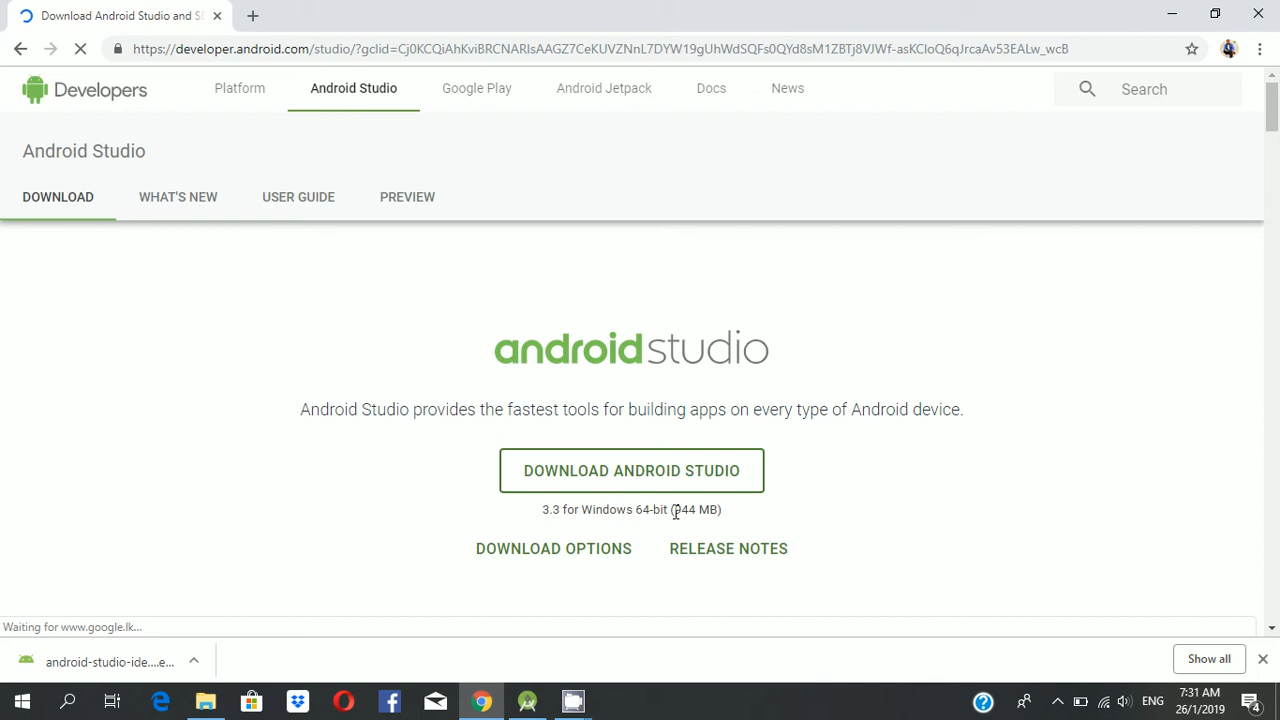 Download Android Studio and S
https://developer.android.com/studio/?gclid=Cj0KCQiAhKviBRCNARIsAAGZ7CeKUVZNnL7DYW19gUhWdSQFs0QYd8sM1ZBTj8VJWf-asKCIoQ6qJrcaAv53EALw_wcB
Developers
Platform
Android Studio
Google Play
Android Jetpack
Docs
News
Search
Android Studio
DOWNLOAD
WHAT'S NEW
USER GUIDE
PREVIEW
android studio
Android Studio provides the fastest tools for building apps on every type of Android device.
DOWNLOAD ANDROID STUDIO
3.3 for Windows 64-bit (944 MB)
DOWNLOAD OPTIONS
RELEASE NOTES
Waiting for www.google.lk...
android-studio-ide....e...
Show all
ENG
7:31 AM
26/1/2019
4